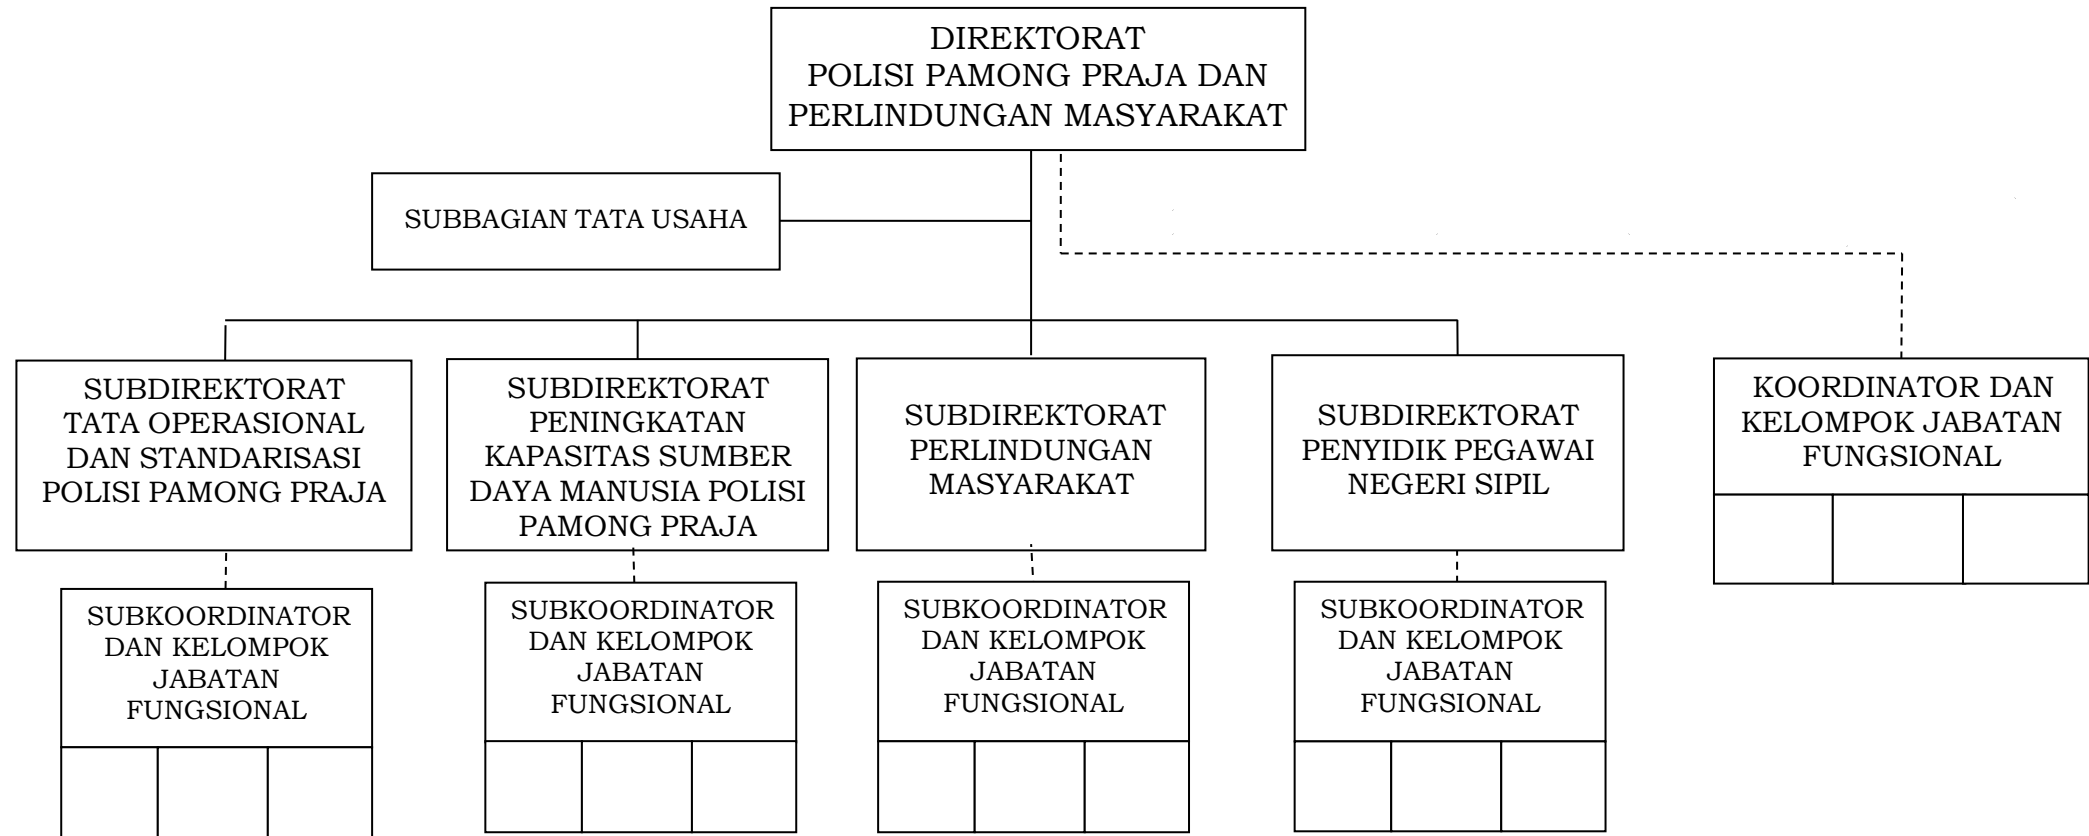 DIREKTORAT
POLISI PAMONG PRAJA DAN
PERLINDUNGAN MASYARAKAT
SUBBAGIAN TATA USAHA
SUBDIREKTORAT
TATA OPERASIONAL
DAN STANDARISASI
POLISI PAMONG PRAJA
SUBDIREKTORAT
PENINGKATAN
KAPASITAS SUMBER
DAYA MANUSIA POLISI
PAMONG PRAJA
SUBDIREKTORAT
PERLINDUNGAN
MASYARAKAT
SUBDIREKTORAT
PENYIDIK PEGAWAI
NEGERI SIPIL
KOORDINATOR DAN
KELOMPOK JABATAN
FUNGSIONAL
SUBKOORDINATOR
DAN KELOMPOK
JABATAN
FUNGSIONAL
SUBKOORDINATOR
DAN KELOMPOK
JABATAN
FUNGSIONAL
SUBKOORDINATOR
DAN KELOMPOK
JABATAN
FUNGSIONAL
SUBKOORDINATOR
DAN KELOMPOK
JABATAN
FUNGSIONAL